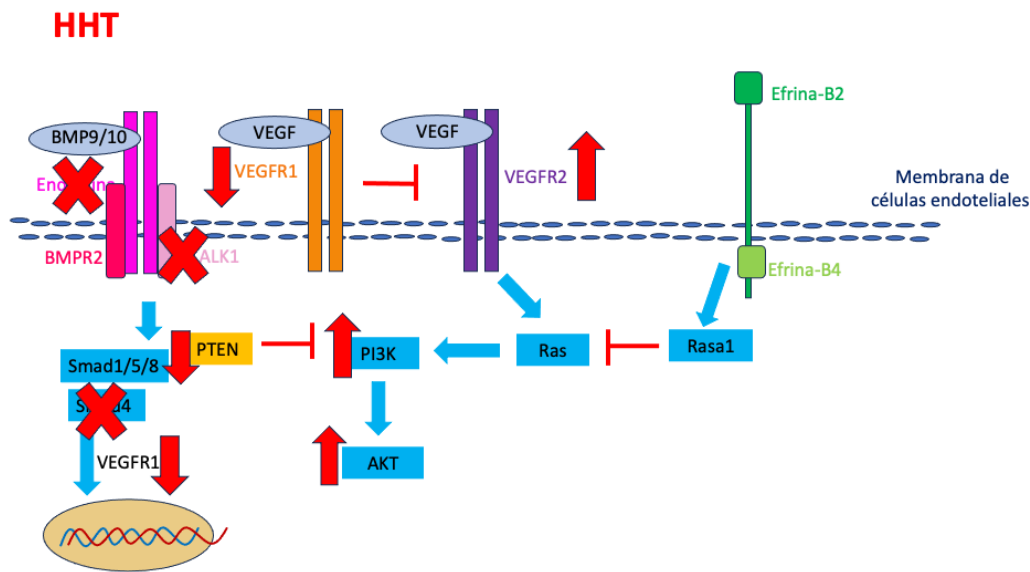 HHT
Efrina-B2
BMP9/10
VEGF
VEGF
VEGFR1
VEGFR2
Membrana de
células endoteliales
BMPR2
ALK1
Efrina-B4
PTEN
PI3K
Ras
Rasa1
Smad1/5/8
VEGFR1
AKT